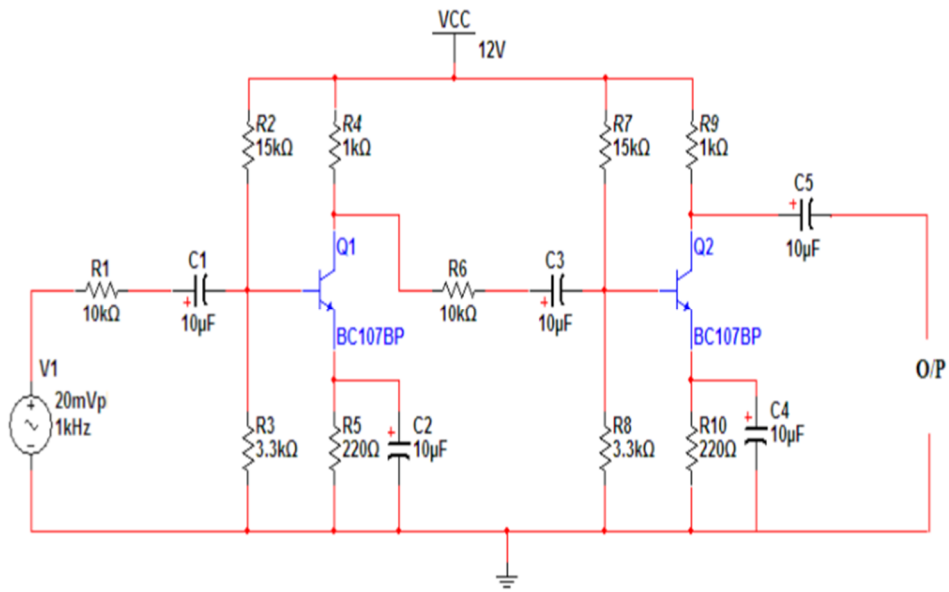 VCC
12V
R2
15kΩ
R4
1kΩ
R7
15kΩ
R9
1kΩ
C5
10µF
Q1
Q2
R1
10kΩ
C1
10µF
R6
10kΩ
C3
10µF
BC107BP
BC107BP
V1
20mVp
1kHz
O/P
R3
3.3kΩ
R5
220Ω
C2
10µF
R8
3.3kΩ
R10
220Ω
C4
10µF